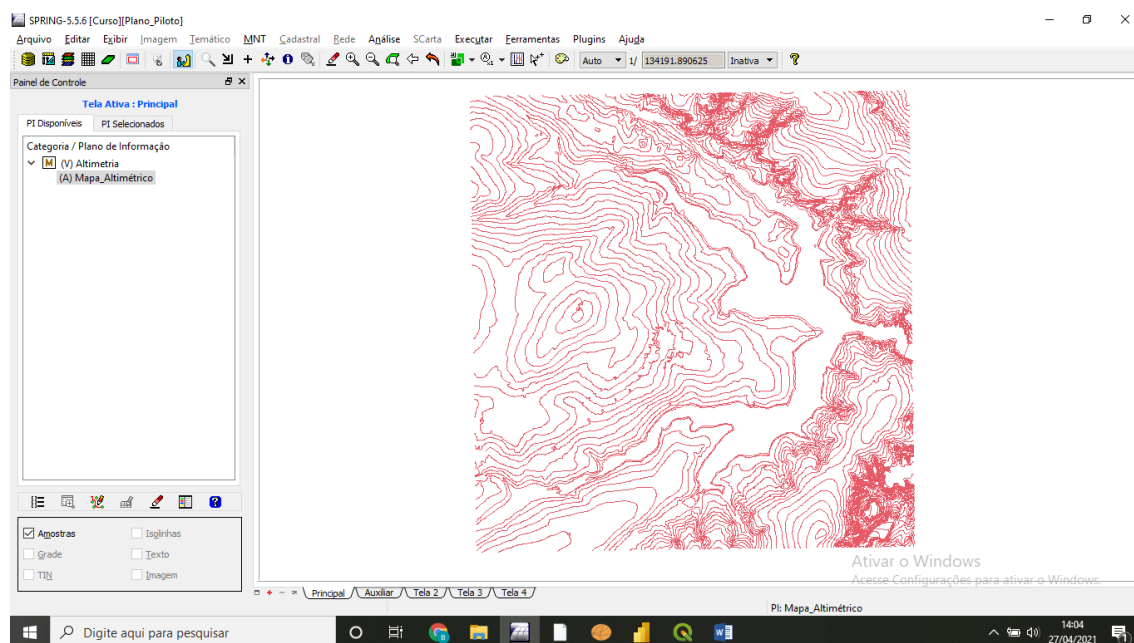 SPRING-5.5.6 [Curso][Plano_Piloto]
Arquivo Editar Exibir Imagem Temático MNT Cadastral Rede Análise SCarta Executar Ferramentas Plugins Ajuda
Auto 1/ 134191.890625 Inativa
Painel de Controle
Tela Ativa : Principal
PI Disponíveis PI Selecionados
Categoria / Plano de Informação
M (V) Altimetria
(A) Mapa_Altimétrico
Amostras Isolinhas
Grade Texto
TIN Imagem
Ativar o Windows
Acesse Configurações para ativar o Windows.
Principal Auxiliar Tela 2 Tela 3 Tela 4
PI: Mapa_Altimétrico
Digite aqui para pesquisar
14:04
27/04/2021